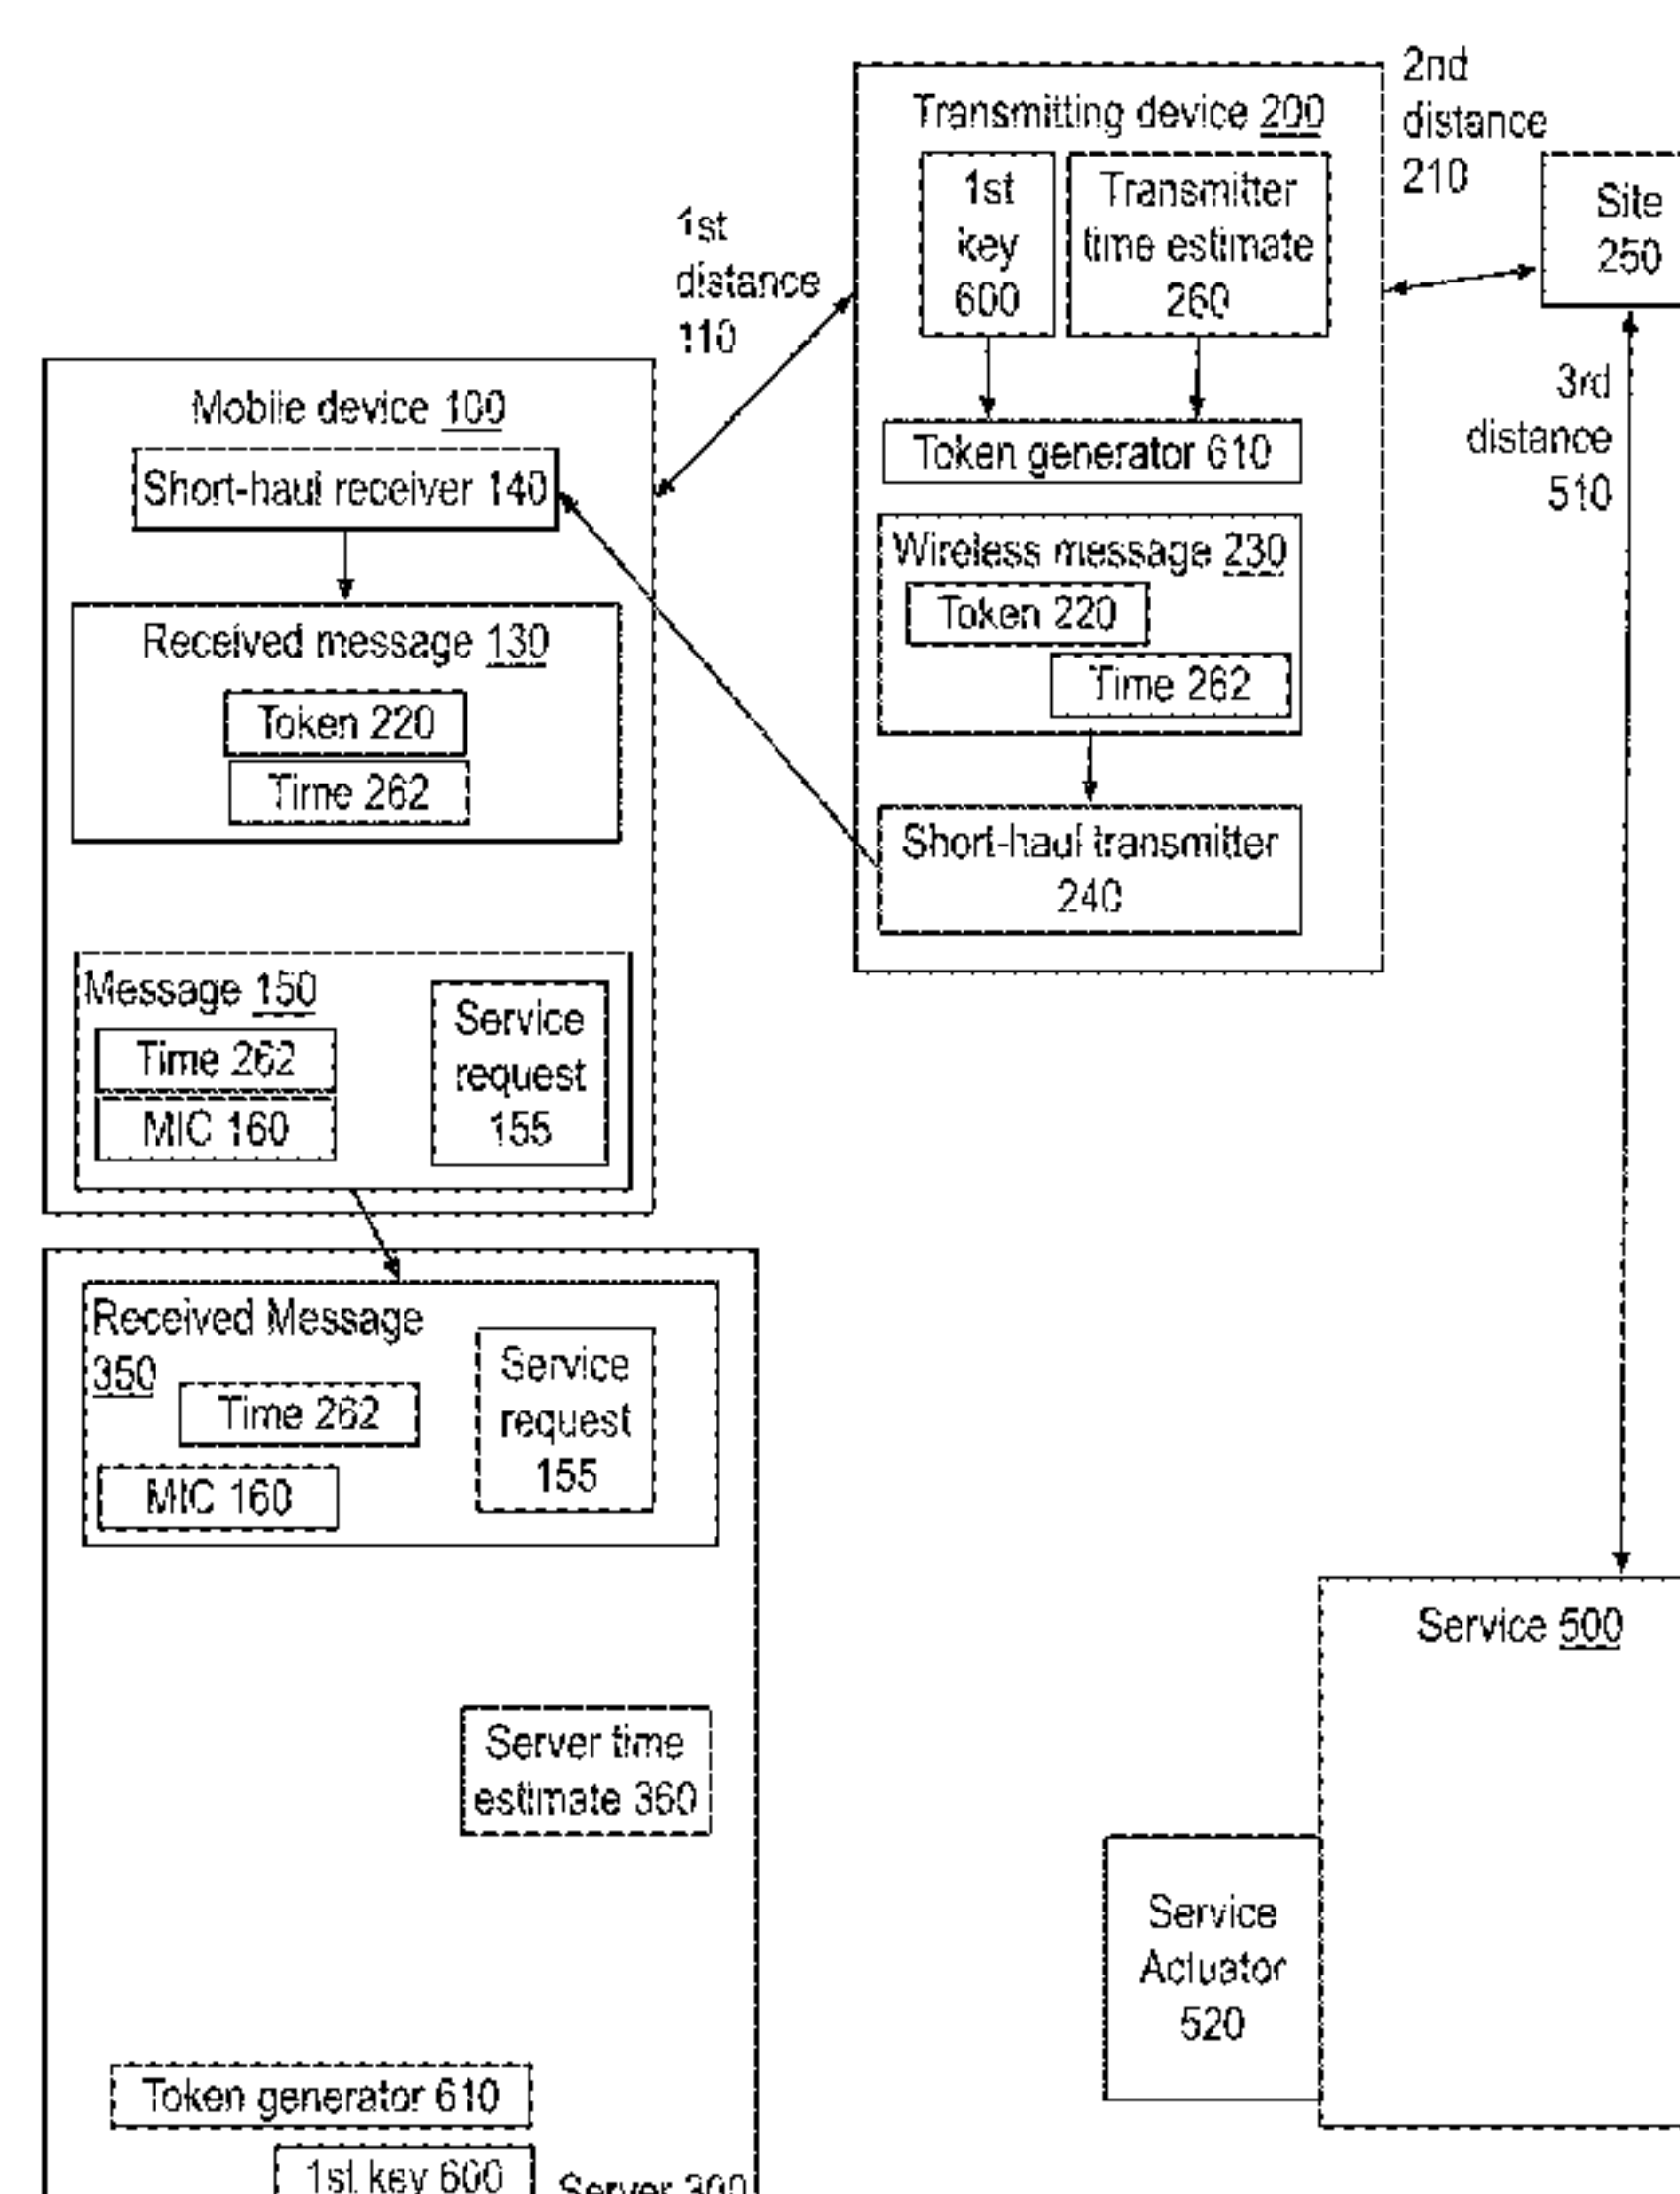 2nd
distance
210
Transmitting device 200
1st
key
600
Transmitter
time estimate
260
Site
250
1st
distance
110
3rd
distance
510
Mobile device 100
Short-haul receiver 140
Token generator 610
Wireless message 230
Token 220
Time 262
Received message 130
Token 220
Time 262
Short-haul transmitter
240
Message 150
Time 262
MIC 160
Service
request
155
Received Message
350
Time 262
MIC 160
Service
request
155
Service 500
Server time
estimate 360
Service
Actuator
520
Token generator 610
1st key 600
Server 300